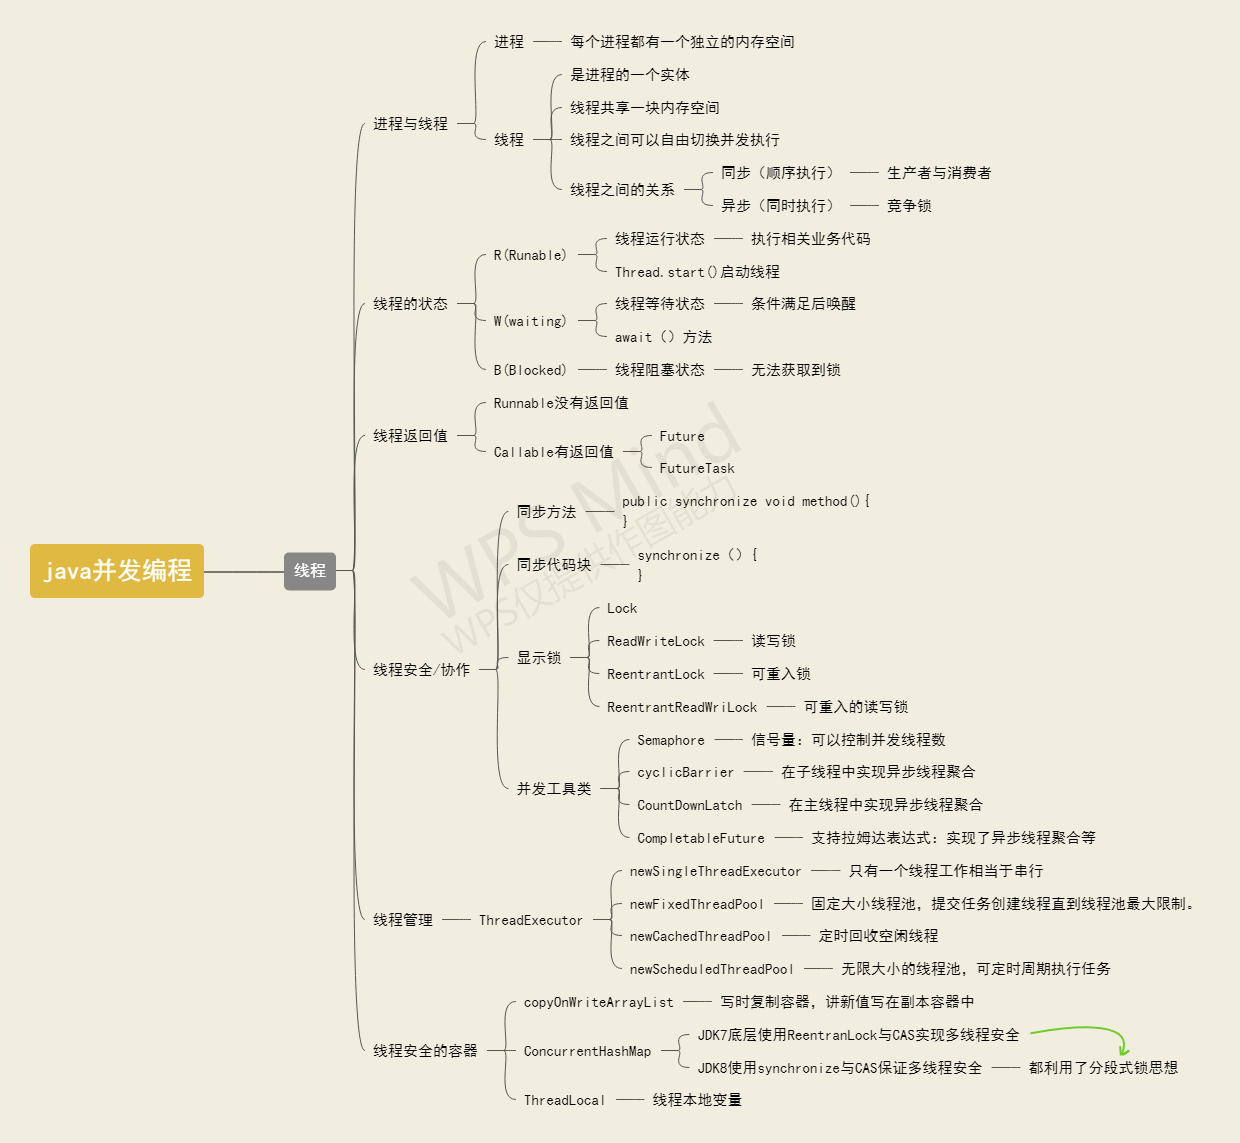 进程
每个进程都有一个独立的内存空间
是进程的一个实体
线程共享一块内存空间
进程与线程
线程
线程之间可以自由切换并发执行
同步（顺序执行）
生产者与消费者
线程之间的关系
异步（同时执行）
竞争锁
线程运行状态
执行相关业务代码
R(Runable)
Thread.start()启动线程
线程的状态
线程等待状态
条件满足后唤醒
W(waiting)
await（）方法
B(Blocked)
线程阻塞状态
无法获取到锁
Runnable没有返回值
线程返回值
Future
Callable有返回值
FutureTask
public synchronize void method(){
}
同步方法
synchronize（）{
}
同步代码块
java并发编程
线程
Lock
ReadWriteLock
读写锁
显示锁
线程安全/协作
ReentrantLock
可重入锁
ReentrantReadWriLock
可重入的读写锁
Semaphore
信号量：可以控制并发线程数
cyclicBarrier
在子线程中实现异步线程聚合
并发工具类
CountDownLatch
在主线程中实现异步线程聚合
CompletableFuture
支持拉姆达表达式：实现了异步线程聚合等
newSingleThreadExecutor
只有一个线程工作相当于串行
newFixedThreadPool
固定大小线程池，提交任务创建线程直到线程池最大限制。
线程管理
ThreadExecutor
newCachedThreadPool
定时回收空闲线程
newScheduledThreadPool
无限大小的线程池，可定时周期执行任务
copyOnWriteArrayList
写时复制容器，讲新值写在副本容器中
JDK7底层使用ReentranLock与CAS实现多线程安全
线程安全的容器
ConcurrentHashMap
JDK8使用synchronize与CAS保证多线程安全
都利用了分段式锁思想
ThreadLocal
线程本地变量
WPS Mind
WPS仅提供作图能力